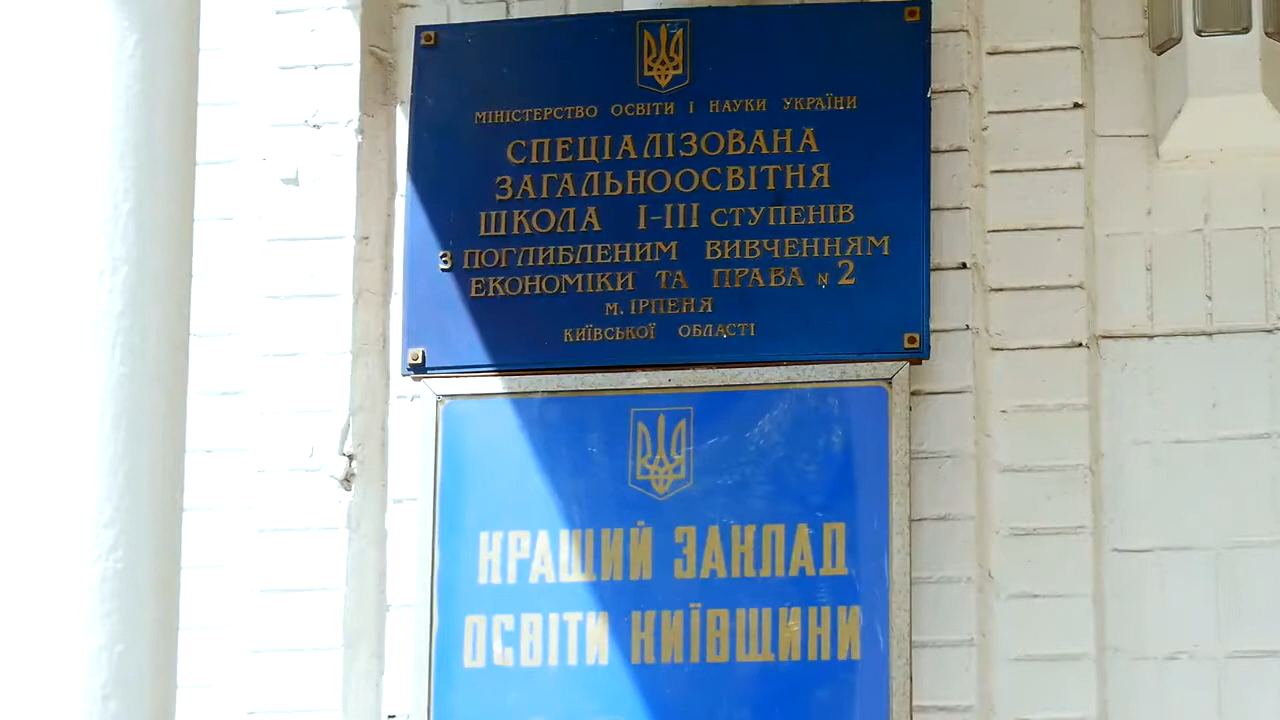 МІНІСТЕРСТВО ОСВІТИ І НАУКИ УКРАЇНИ
СПЕЦІАЛІЗОВАНА
ЗАГАЛЬНООСВІТНЯ
ШКОЛА І-ІІІ СТУПЕНІВ
З ПОГЛИБЛЕНИМ ВИВЧЕННЯМ
ЕКОНОМІКИ ТА ПРАВА N 2
М. ІРПЕНЯ
КИЇВСЬКОЇ ОБЛАСТІ
КРАЩИЙ ЗАКЛАД
ОСВІТИ КИЇВЩИНИ